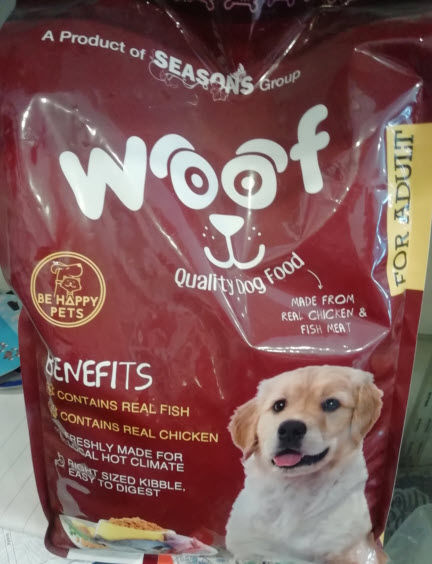 A Product of SEASONS Group
woof
Quality Dog Food
FOR ADULT
MADE FROM
REAL CHICKEN &
FISH MEAT
BE HAPPY
PETS
BENEFITS
CONTAINS REAL FISH
CONTAINS REAL CHICKEN
FRESHLY MADE FOR
LOCAL HOT CLIMATE
RIGHT SIZED KIBBLE,
EASY TO DIGEST